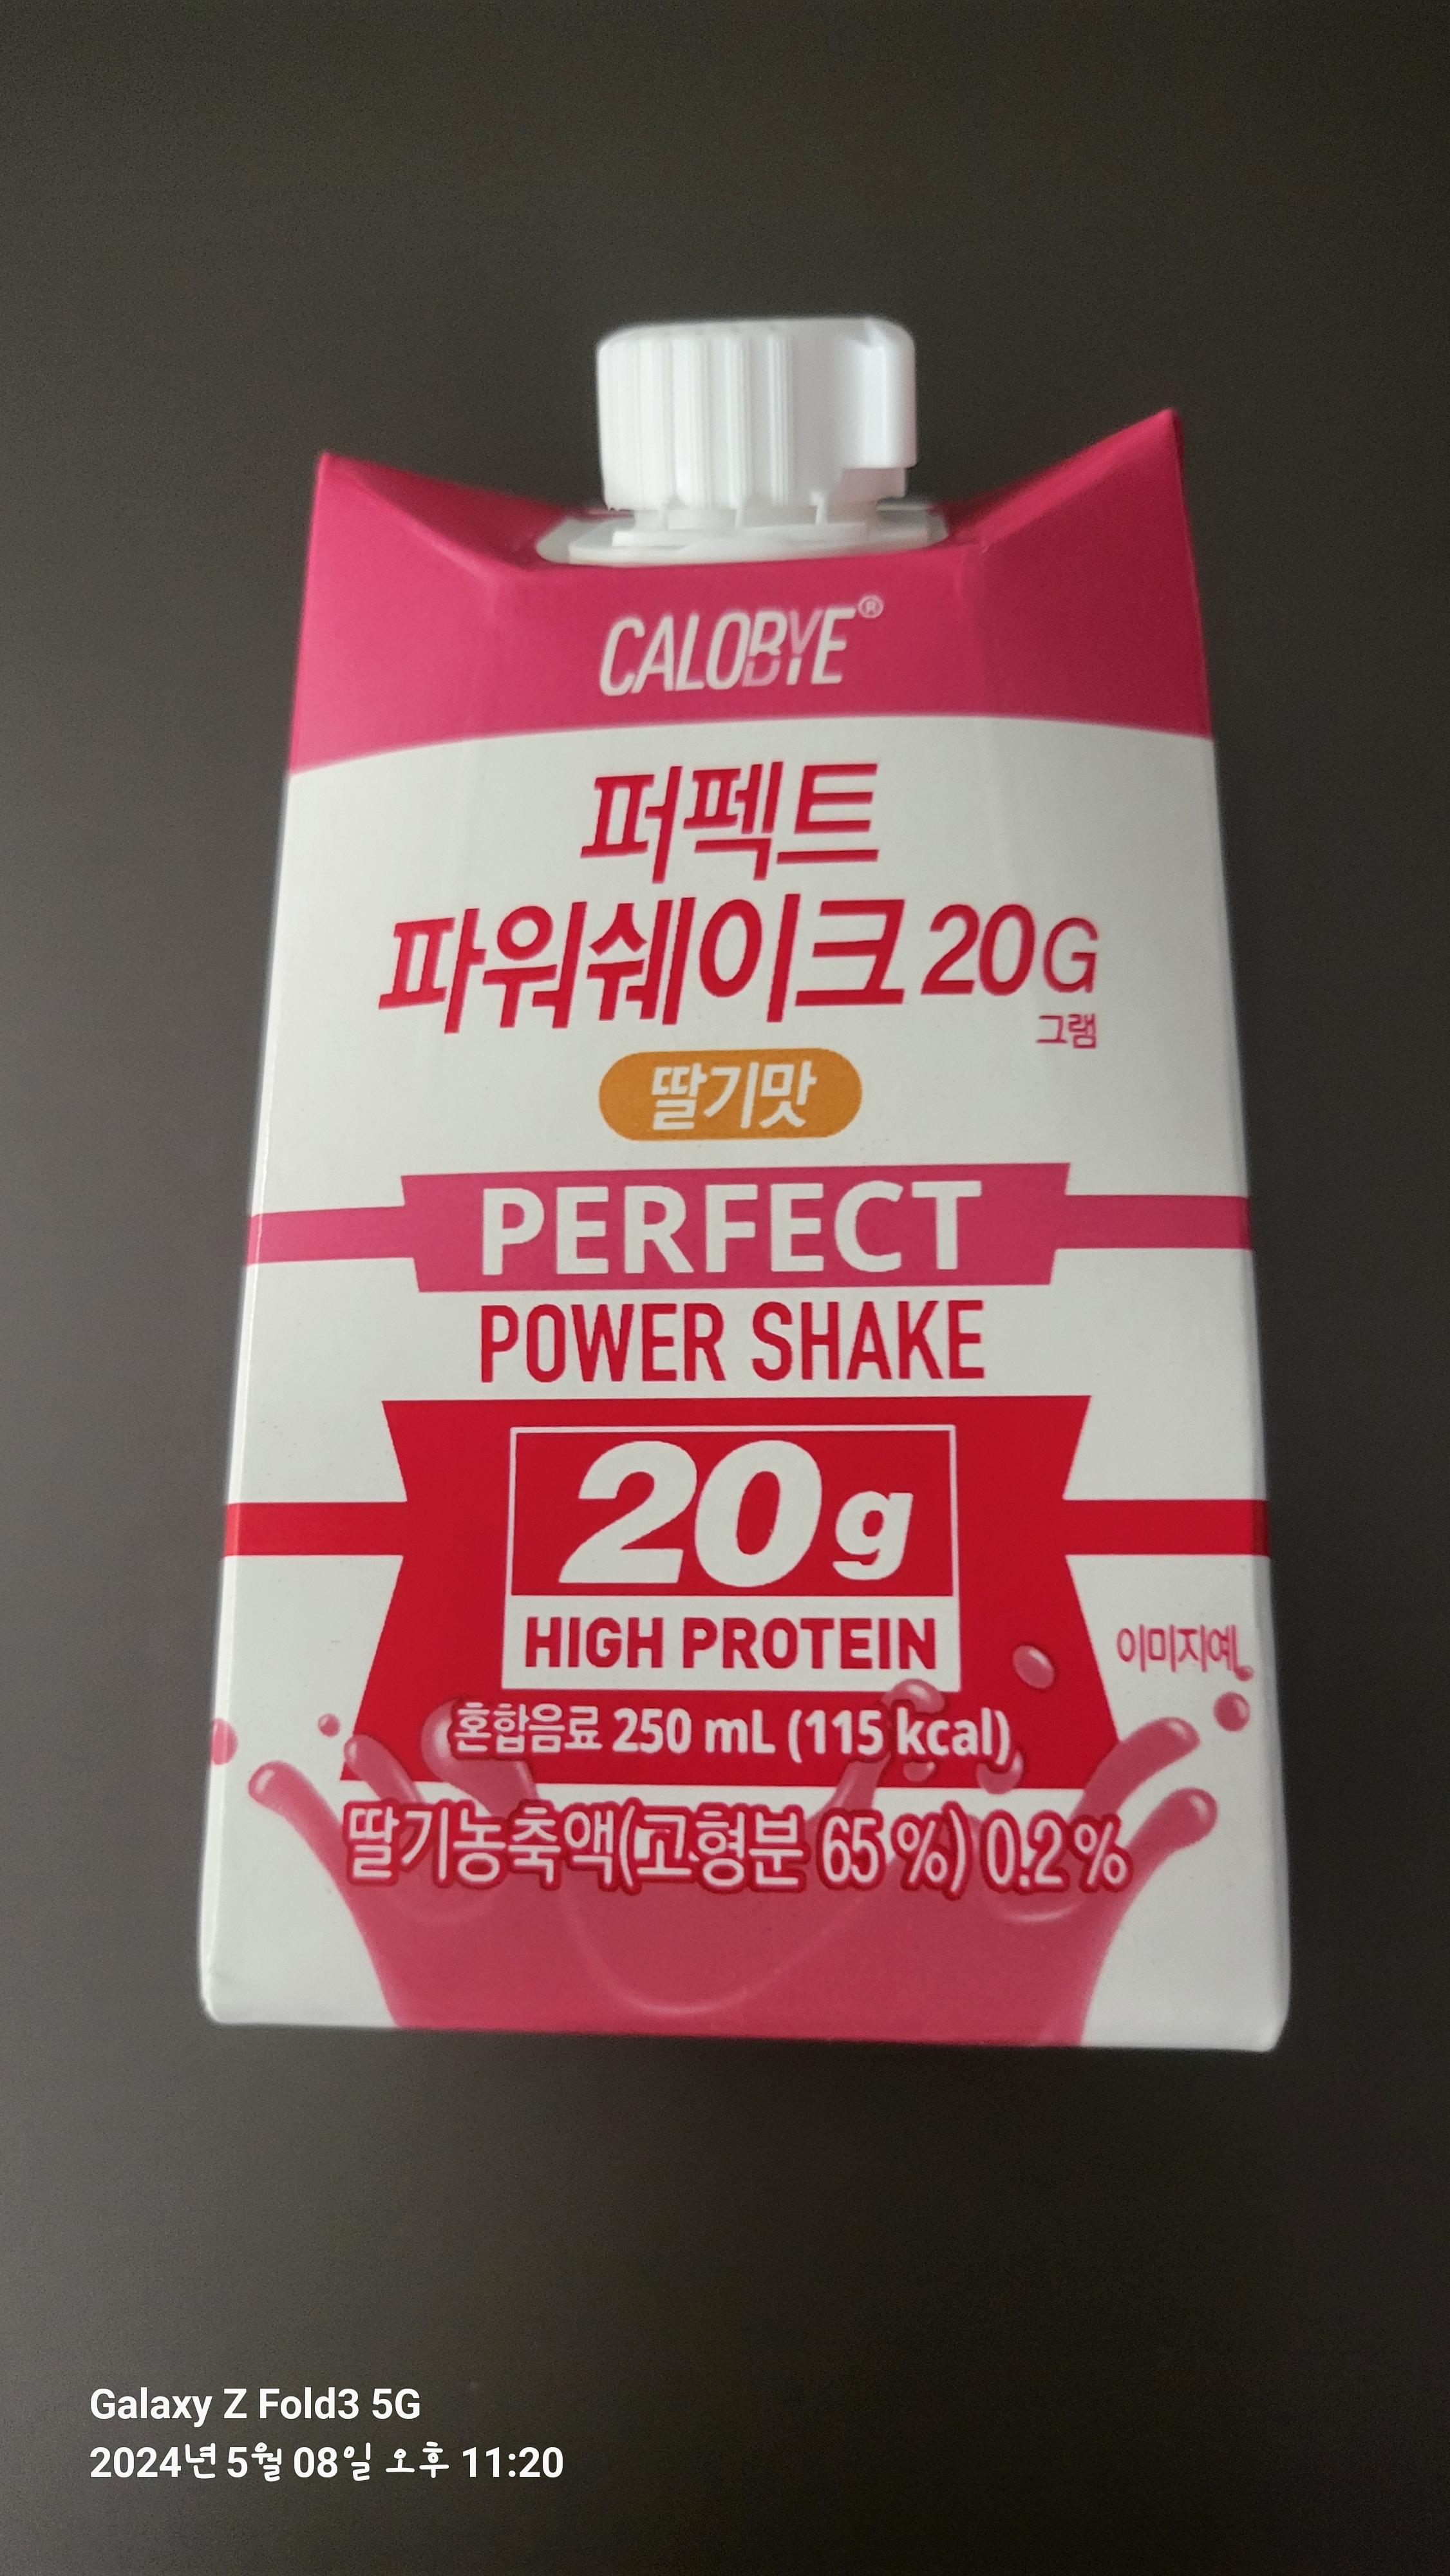 CALOBYE®
퍼펙트
파워쉐이크 20G
그램
딸기맛
PERFECT
POWER SHAKE
20g
HIGH PROTEIN
이미지예
혼합음료 250 mL (115 kcal)
딸기농축액(고형분 65 %) 0.2 %
Galaxy Z Fold3 5G
2024년 5월 08일 오후 11:20